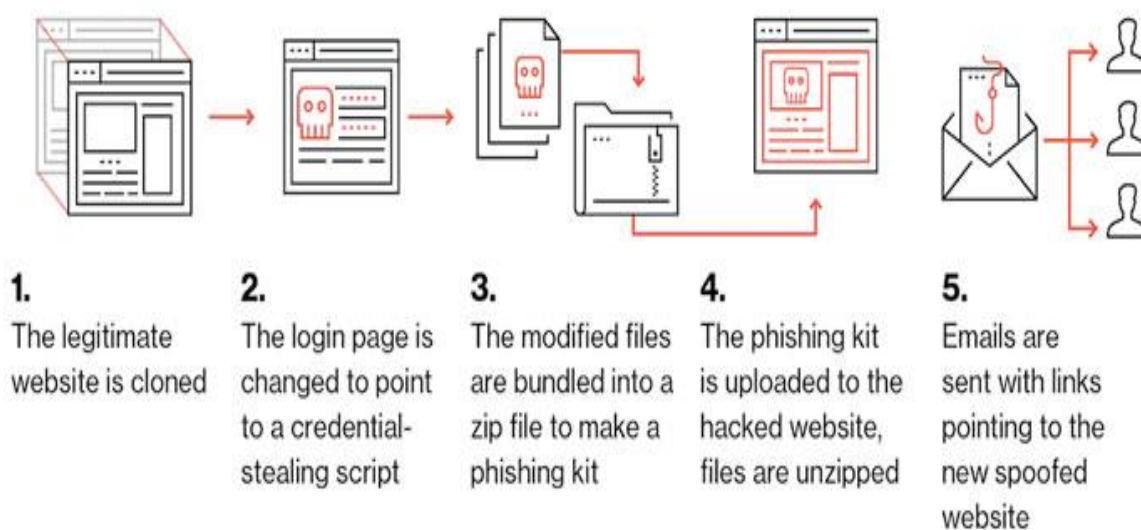 1.
The legitimate
website is cloned
2.
The login page is
changed to point
to a credential-
stealing script
3.
The modified files
are bundled into a
zip file to make a
phishing kit
4.
The phishing kit
is uploaded to the
hacked website,
files are unzipped
5.
Emails are
sent with links
pointing to the
new spoofed
website